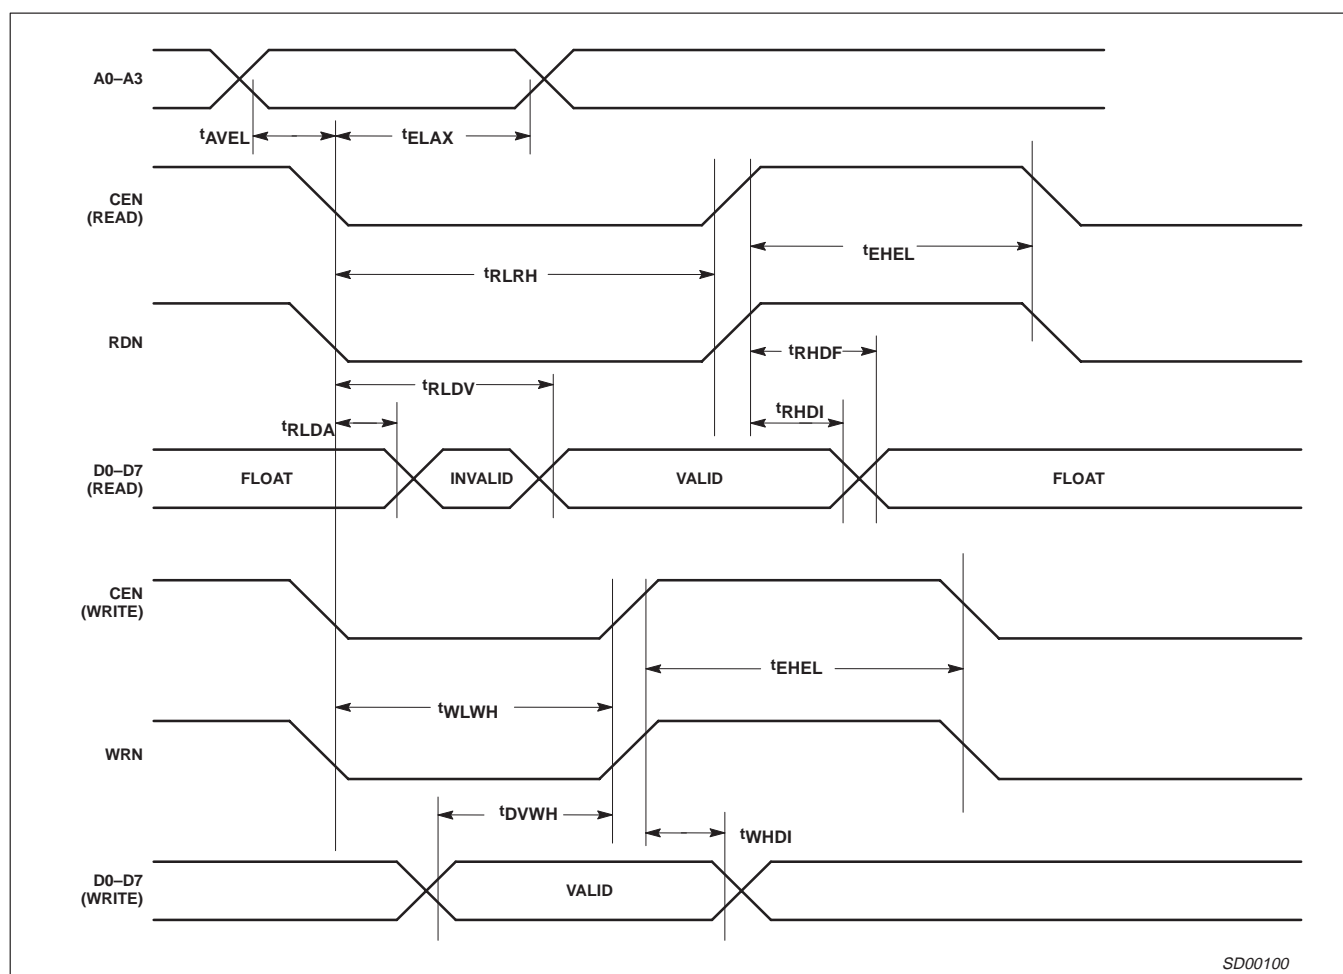 A0–A3
tAVEL
tELAX
CEN
(READ)
tEHEL
tRLRH
RDN
tRHDF
tRLDV
tRHDI
tRLDA
D0–D7
(READ)
FLOAT
INVALID
VALID
FLOAT
CEN
(WRITE)
tEHEL
tWLWH
WRN
tDVWH
tWHDI
D0–D7
(WRITE)
VALID
SD00100